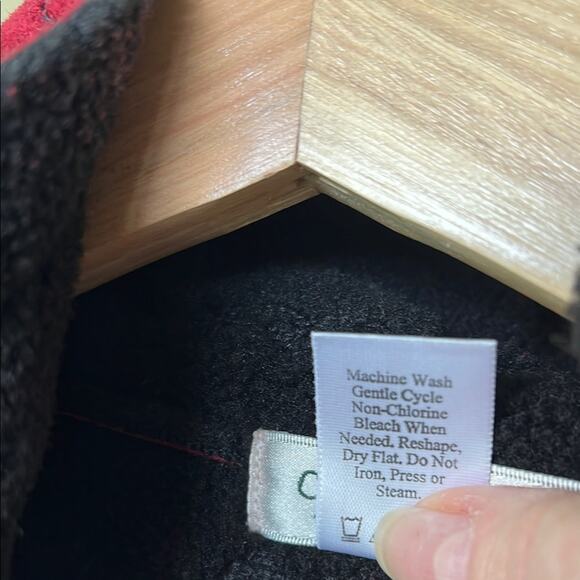 Machine Wash
Gentle Cycle
Non-Chlorine
Bleach When
Needed. Reshape,
Dry Flat. Do Not
Iron, Press or
Steam.